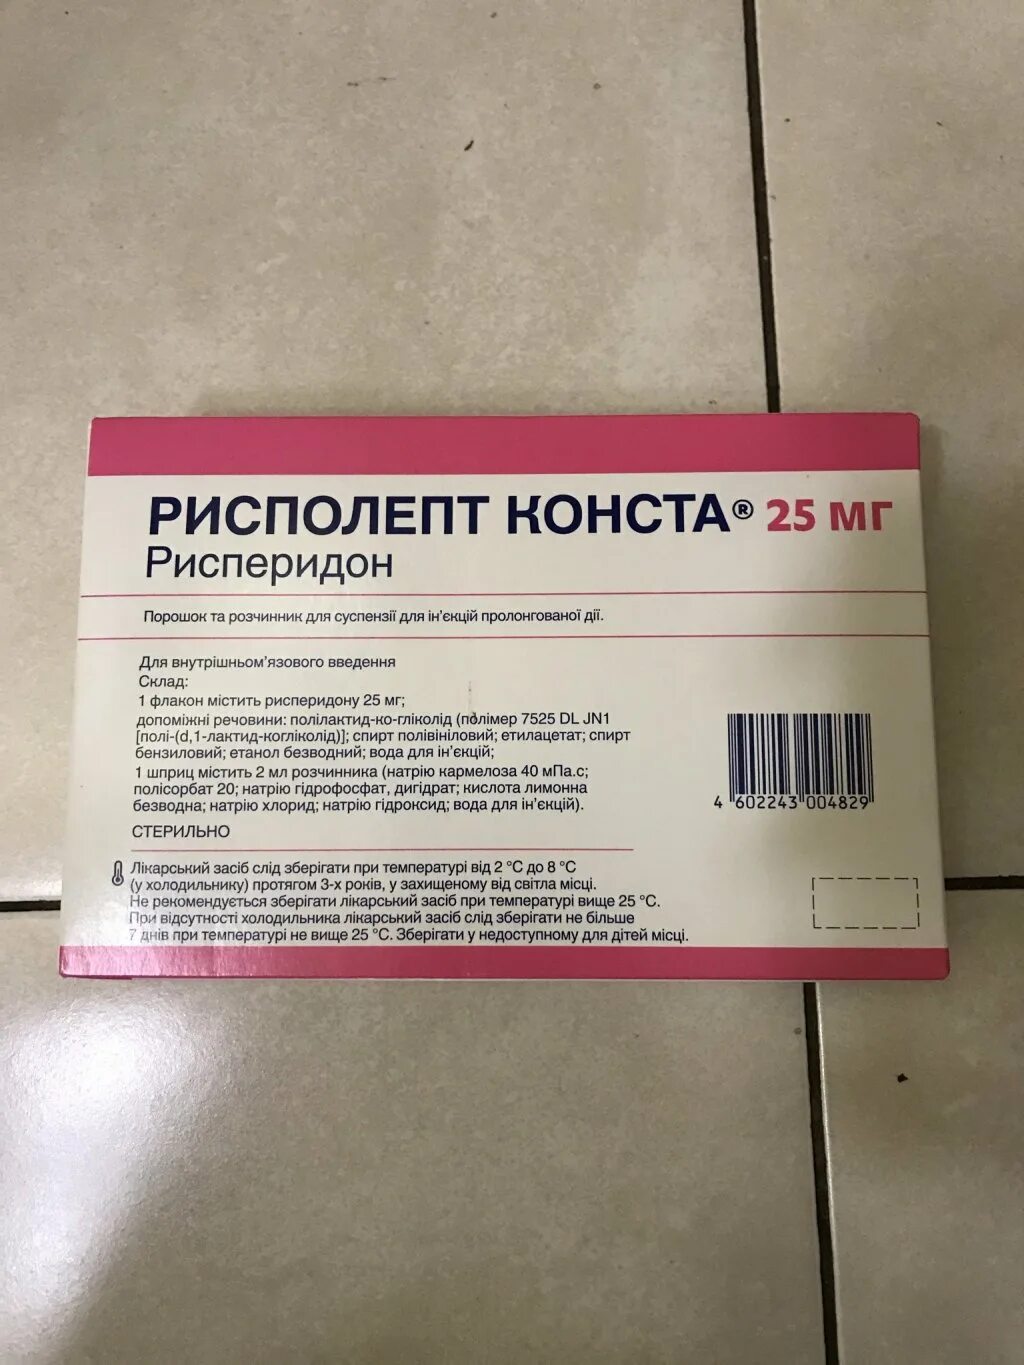 РИСПОЛЕПТ КОНСТА® 25 мг
Рисперидон
Порошок та розчинник для суспензії для ін’єкцій пролонгованої дії.
Для внутрішньом’язового введення
Склад:
1 флакон містить рисперидону 25 мг;
допоміжні речовини: полілактид-ко-гліколід (полімер 7525 DL JN1
[полі-(d,1-лактид-когліколід)]; спирт полівініловий; етилацетат; спирт
бензиловий; етанол безводний; вода для ін’єкцій;
1 шприц містить 2 мл розчинника (натрію кармелоза 40 мПа.с;
полісорбат 20; натрію гідрофосфат, дигідрат; кислота лимонна
безводна; натрію хлорид; натрію гідроксид; вода для ін’єкцій).
СТЕРИЛЬНО
Лікарський засіб слід зберігати при температурі від 2 °C до 8 °C
(у холодильнику) протягом 3-х років, у захищеному від світла місці.
Не рекомендується зберігати лікарський засіб при температурі вище 25 °C.
При відсутності холодильника лікарський засіб слід зберігати не більше
7 днів при температурі не вище 25 °C. Зберігати у недоступному для дітей місці.
4 602243 004829